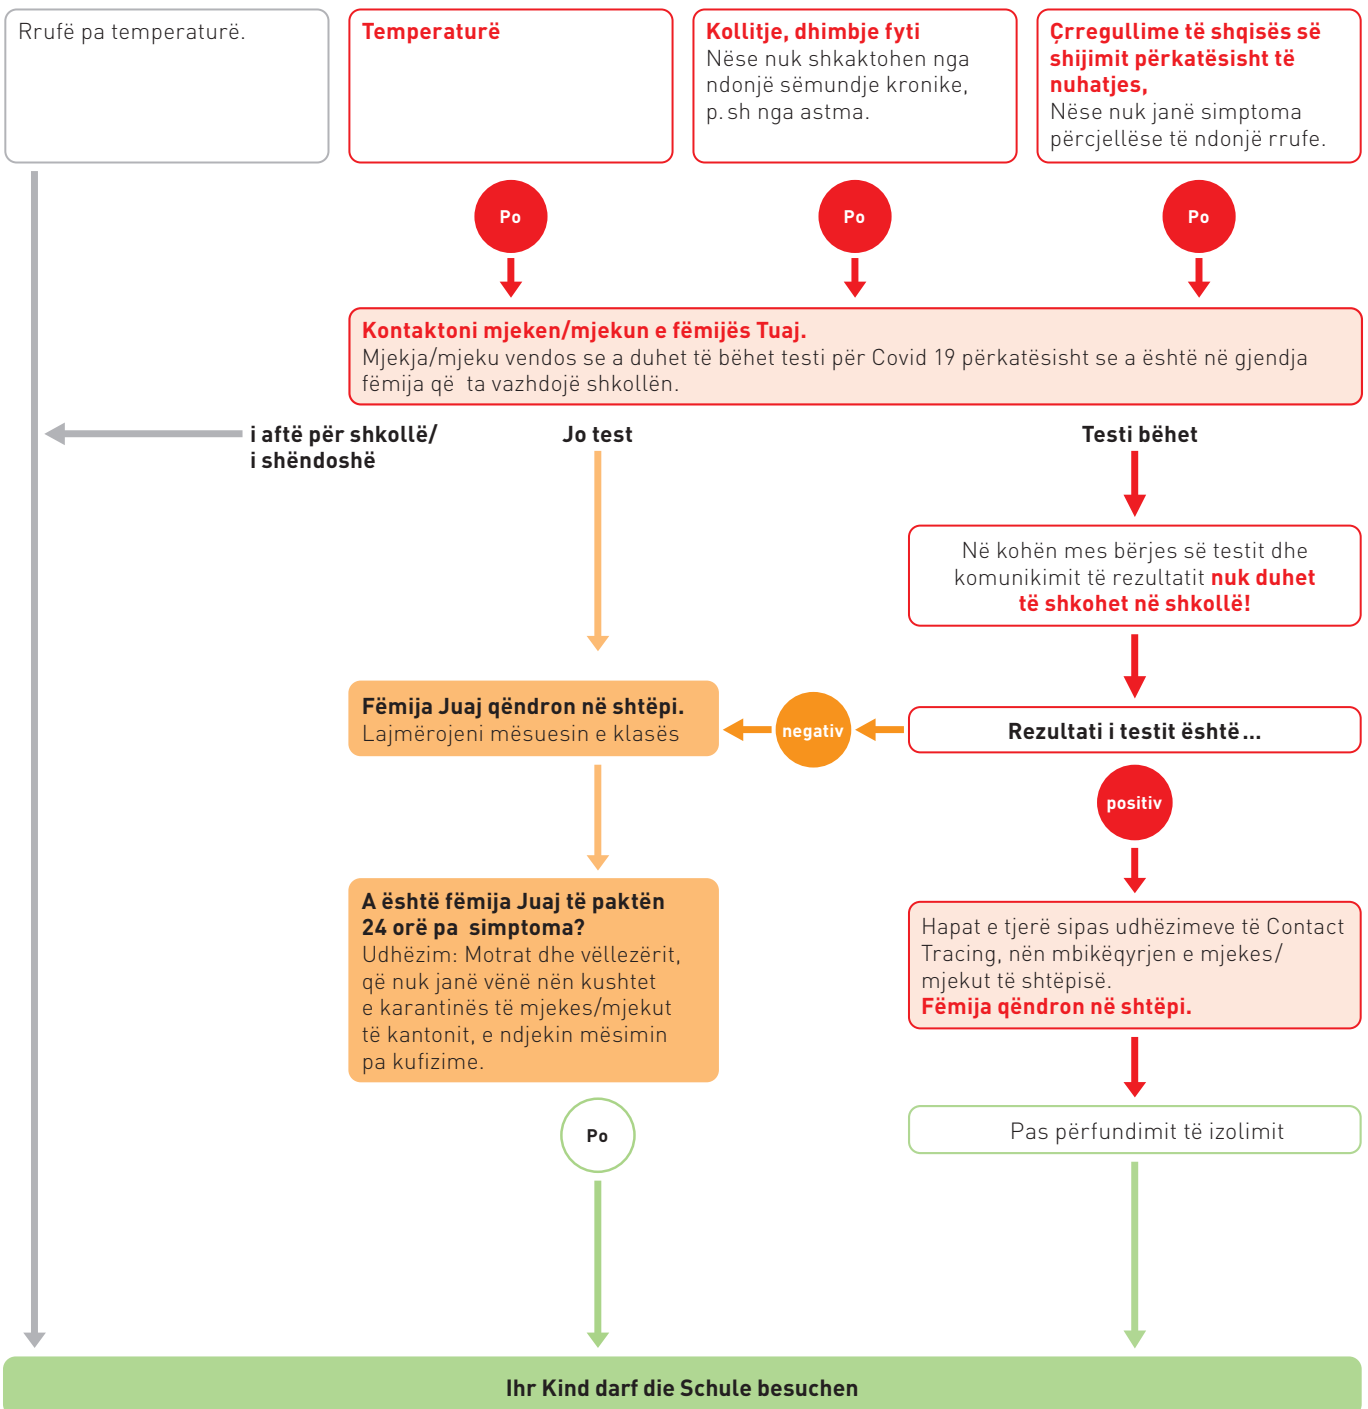 Rrufë pa temperaturë.
Temperaturë
Kollitje, dhimbje fyti
Nëse nuk shkaktohen nga
ndonjë sëmundje kronike,
p. sh nga astma.
Çrregullime të shqisës së
shijimit përkatësisht të
nuhatjes,
Nëse nuk janë simptoma
përcjellëse të ndonjë rrufe.
Po
Po
Po
Kontaktoni mjeken/mjekun e fëmijës Tuaj.
Mjekja/mjeku vendos se a duhet të bëhet testi për Covid 19 përkatësisht se a është në gjendja
fëmija që ta vazhdojë shkollën.
i aftë për shkollë/
i shëndoshë
Jo test
Testi bëhet
Në kohën mes bërjes së testit dhe
komunikimit të rezultatit nuk duhet
të shkohet në shkollë!
Fëmija Juaj qëndron në shtëpi.
Lajmërojeni mësuesin e klasës
negativ
Rezultati i testit është ...
positiv
A është fëmija Juaj të paktën
24 orë pa simptoma?
Udhëzim: Motrat dhe vëllezërit,
që nuk janë vënë nën kushtet
e karantinës të mjekes/mjekut
të kantonit, e ndjekin mësimin
pa kufizime.
Hapat e tjerë sipas udhëzimeve të Contact
Tracing, nën mbikëqyrjen e mjekes/
mjekut të shtëpisë.
Fëmija qëndron në shtëpi.
Po
Pas përfundimit të izolimit
Ihr Kind darf die Schule besuchen